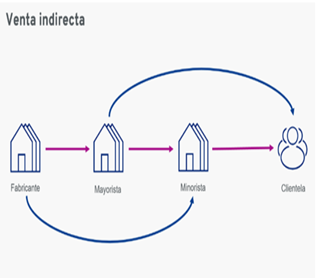 Venta indirecta
Fabricante
Mayorista
Minorista
Clientela